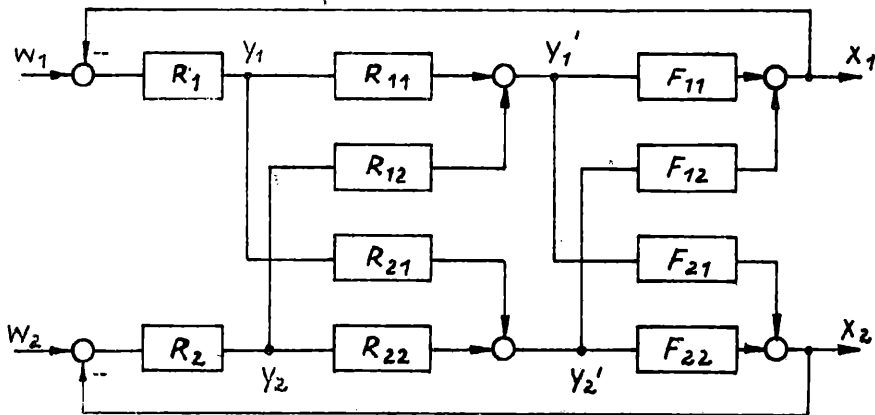 w₁ -- R₁ y₁ R₁₁ y₁' F₁₁ x₁
R₁₂ F₁₂
R₂₁ F₂₁
w₂ -- R₂ y₂ R₂₂ y₂' F₂₂ x₂